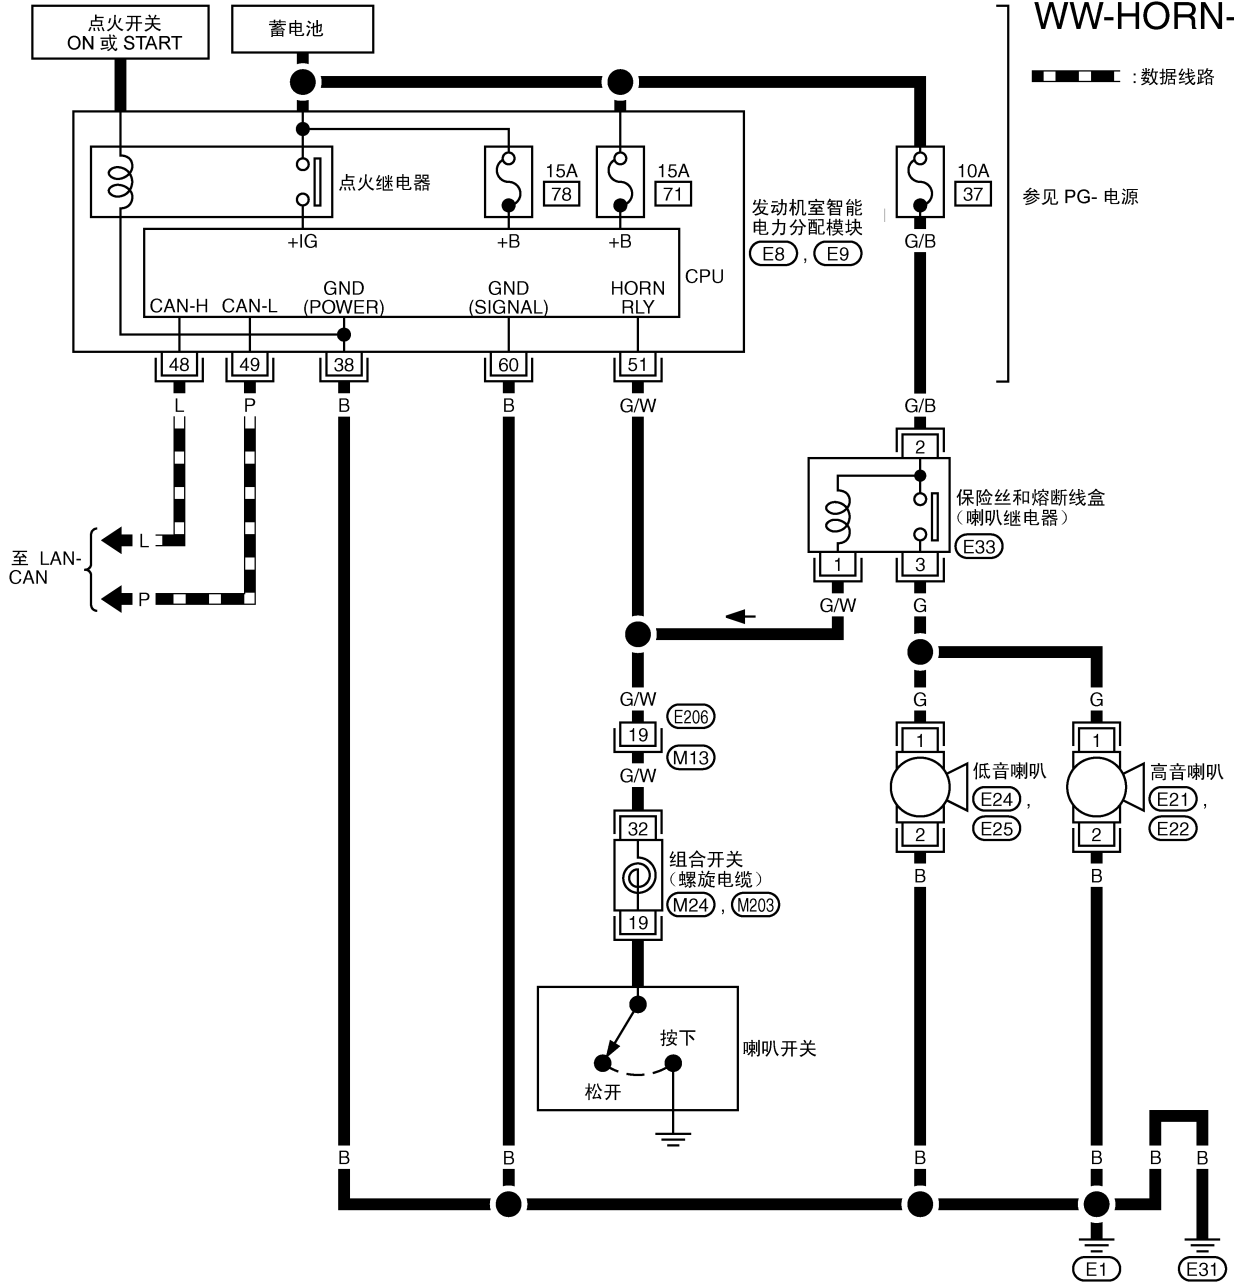 WW-HORN-
点火开关
ON 或 START
蓄电池
:数据线路
点火继电器
15A
78
15A
71
10A
37
参见 PG- 电源
发动机室智能
电力分配模块
E8 , E9
+IG
+B
+B
G/B
CPU
CAN-H
CAN-L
GND
(POWER)
GND
(SIGNAL)
HORN
RLY
48
49
38
60
51
L
P
B
B
G/W
G/B
2
保险丝和熔断线盒
(喇叭继电器)
E33
至 LAN-
CAN
L
P
1
3
G/W
G
G/W
E206
19
M13
G/W
G
G
1
1
低音喇叭
E24 ,
E25
高音喇叭
E21 ,
E22
2
2
B
B
32
组合开关
(螺旋电缆)
M24 , M203
19
按下
松开
喇叭开关
B
B
B
B
B
B
E1
E31